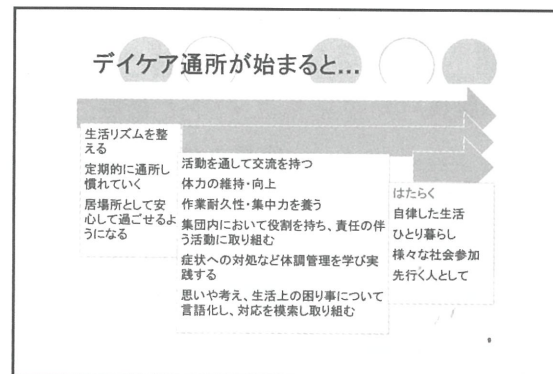 デイケア通所が始まると...
生活リズムを整
える
定期的に通所し
慣れていく
居場所として安
心して過ごせるよ
うになる
活動を通して交流を持つ
体力の維持・向上
作業耐久性・集中力を養う
集団内において役割を持ち、責任の伴
う活動に取り組む
症状への対処など体調管理を学び実
践する
思いや考え、生活上の困り事について
言語化し、対応を模索し取り組む
はたらく
自律した生活
ひとり暮らし
様々な社会参加
先行く人として